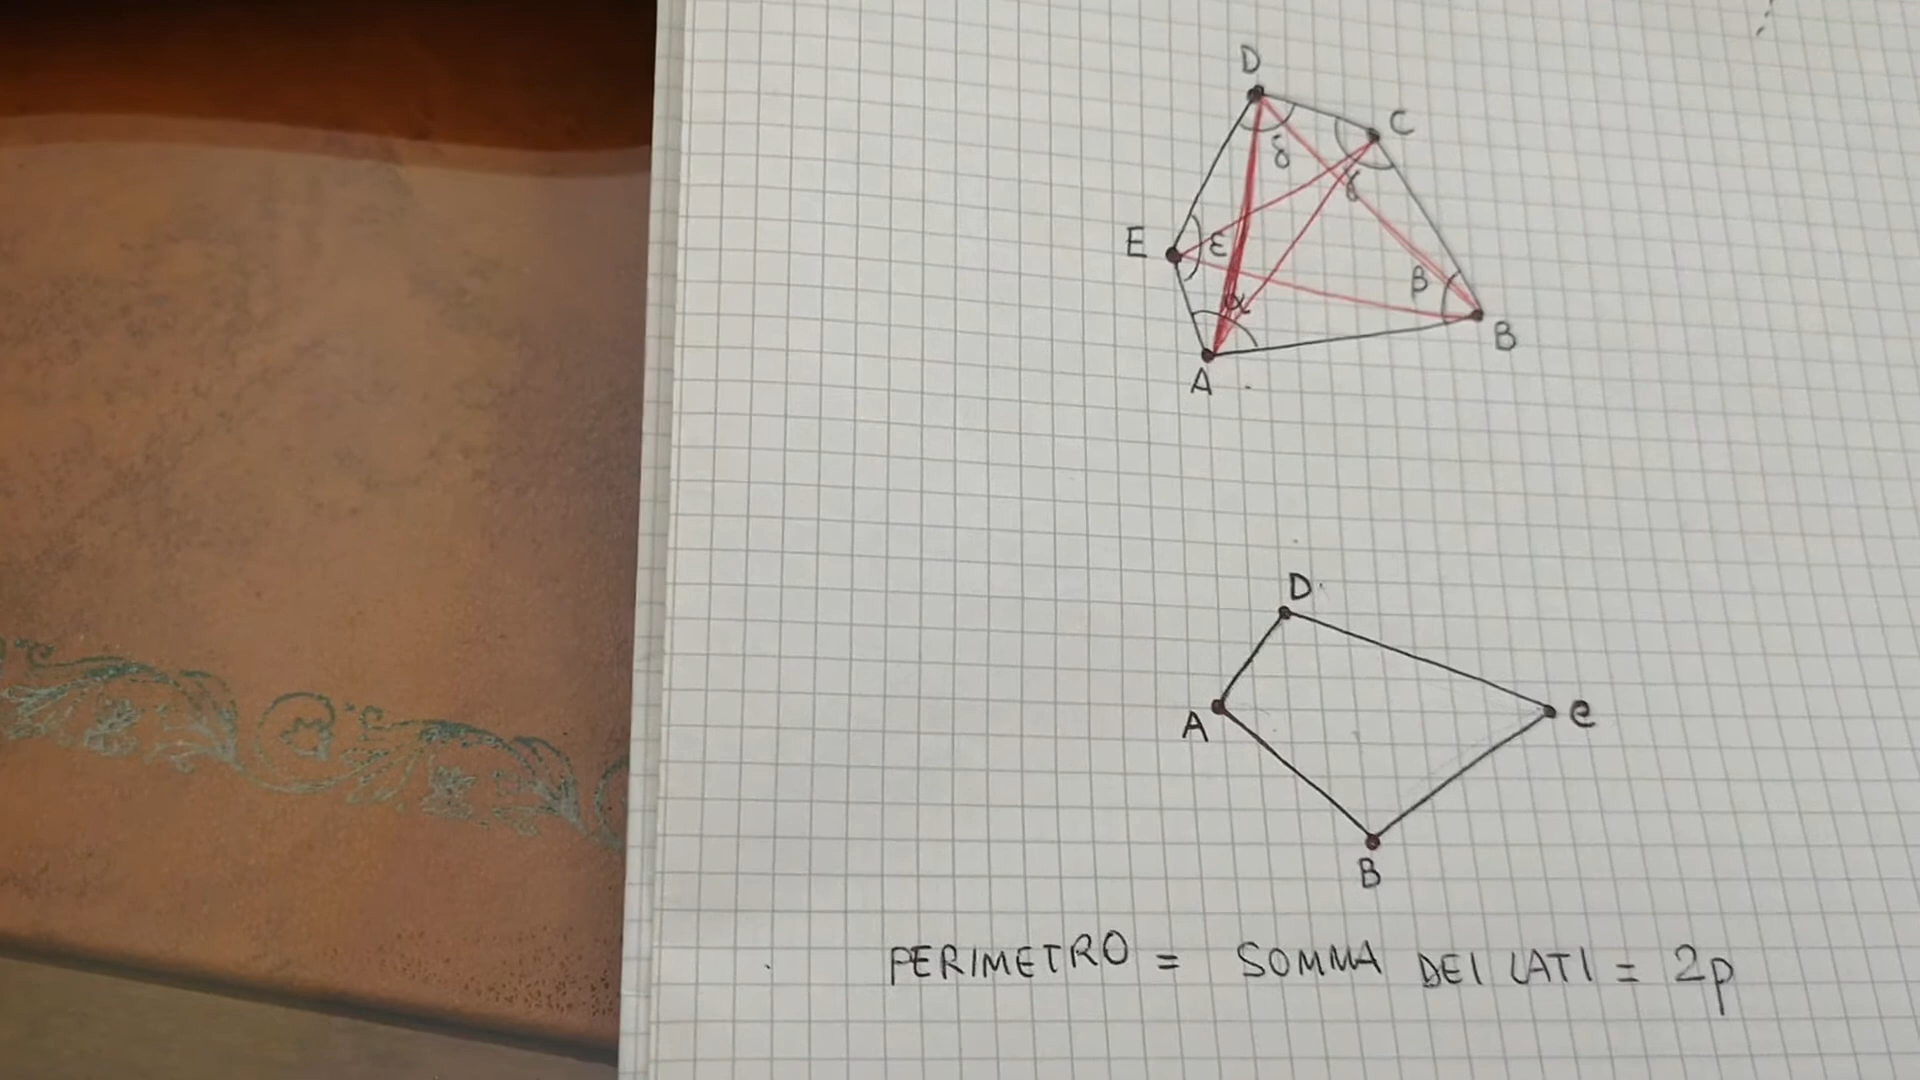 D
C
δ
γ
E
ε
β
α
B
A
D
A
C
B
PERIMETRO = SOMMA DEI LATI = 2p